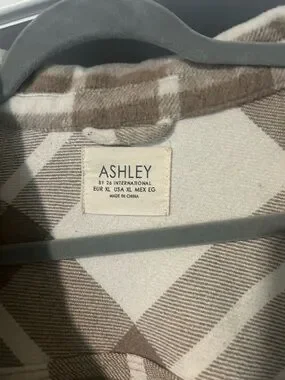 ASHLEY
BY 26 INTERNATIONAL
EUR XL USA XL MEX EG
MADE IN CHINA